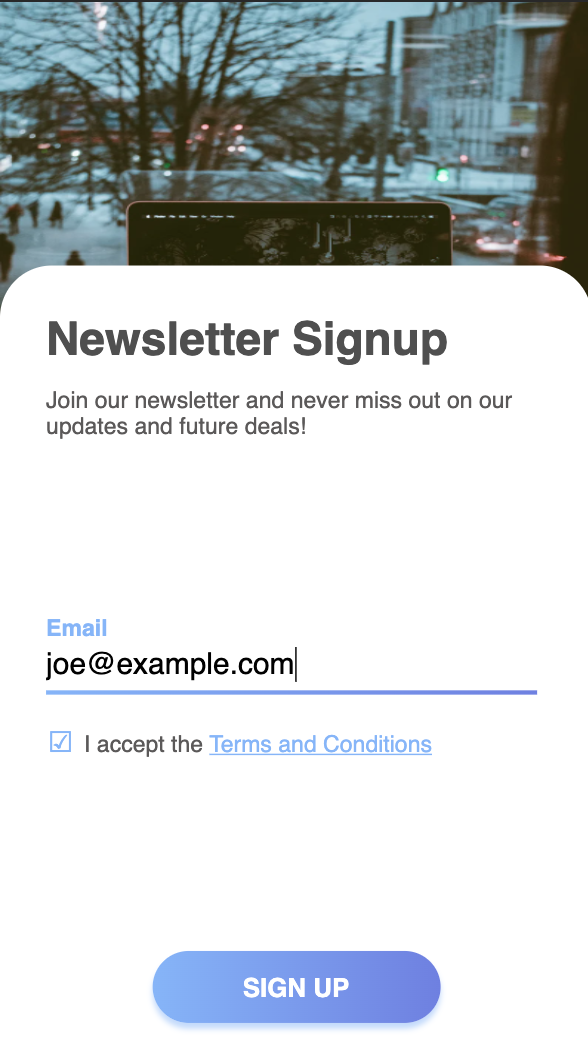 Newsletter Signup
Join our newsletter and never miss out on our
updates and future deals!
Email
joe@example.com
☑ I accept the Terms and Conditions
SIGN UP